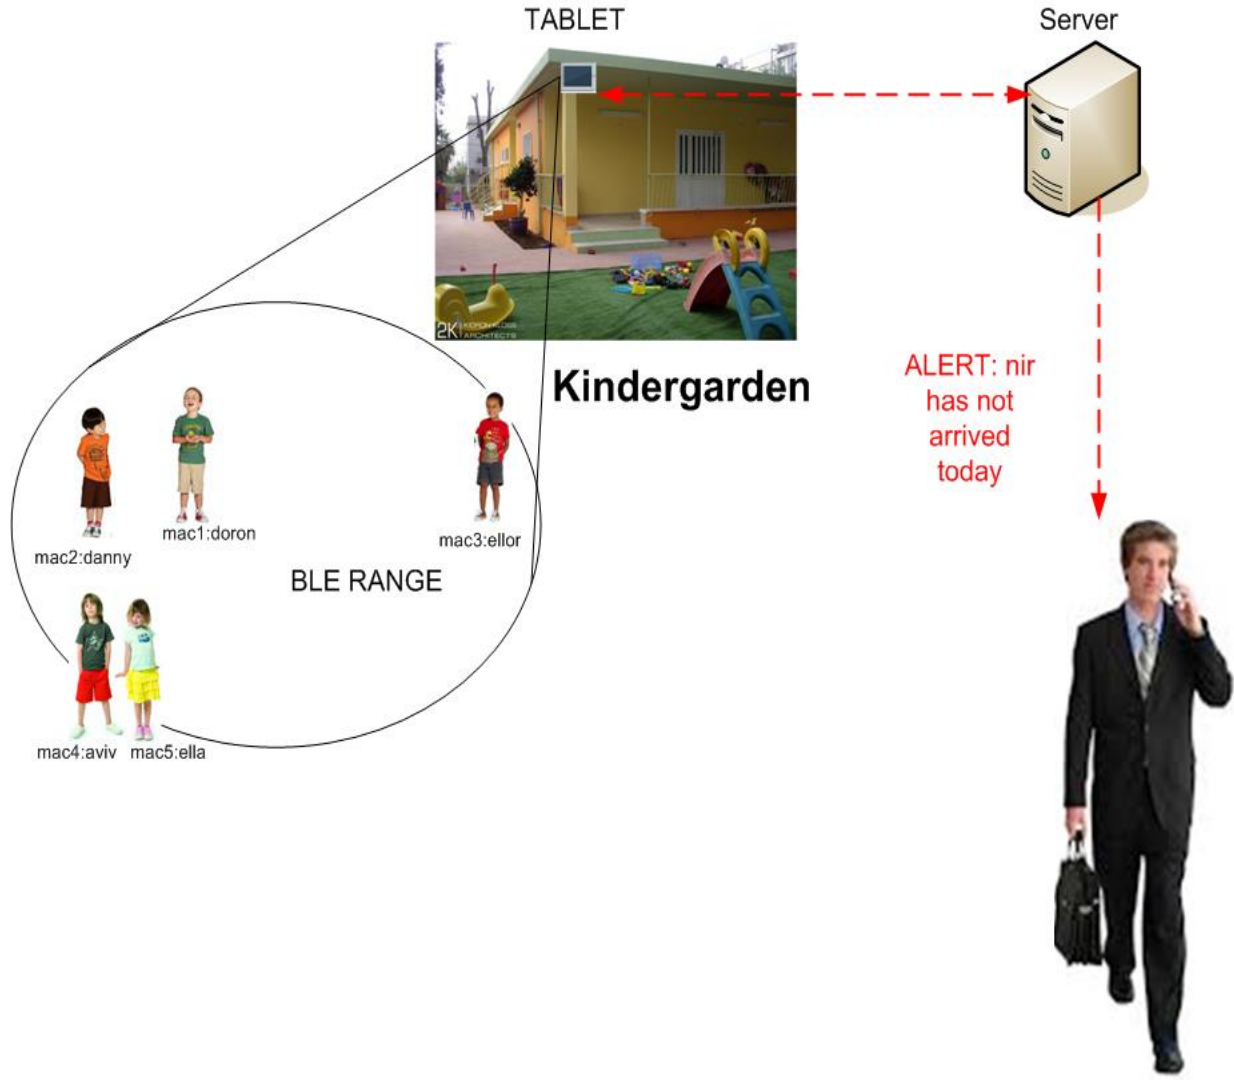 TABLET
Server
2K
ARCHITECTS
Kindergarden
ALERT: nir
has not
arrived
today
mac1:doron
mac2:danny
mac3:ellor
BLE RANGE
mac4:aviv
mac5:ella